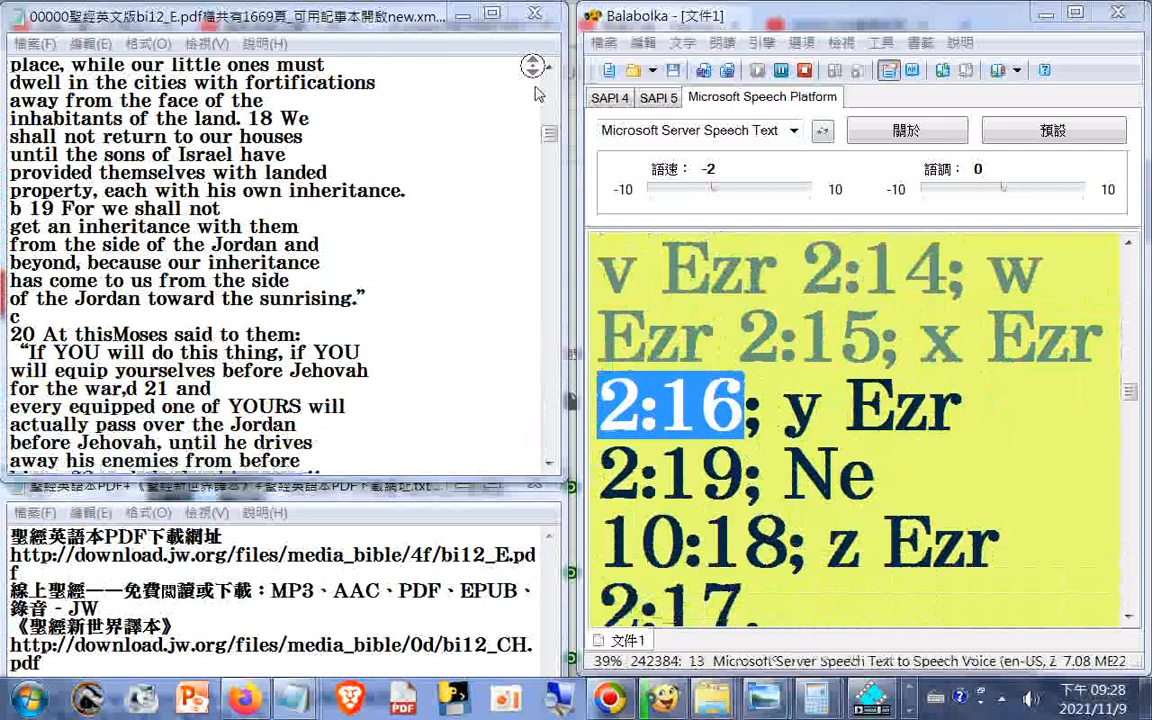 00000聖經英文版bi12_E.pdf檔共有1669頁_可用記事本開啟new.xm...
檔案(F) 編輯(E) 格式(O) 檢視(V) 說明(H)
place, while our little ones must
dwell in the cities with fortifications
away from the face of the
inhabitants of the land. 18 We
shall not return to our houses
until the sons of Israel have
provided themselves with landed
property, each with his own inheritance.
b 19 For we shall not
get an inheritance with them
from the side of the Jordan and
beyond, because our inheritance
has come to us from the side
of the Jordan toward the sunrising.”
c
20 At thisMoses said to them:
“If YOU will do this thing, if YOU
will equip yourselves before Jehovah
for the war,d 21 and
every equipped one of YOURS will
actually pass over the Jordan
before Jehovah, until he drives
away his enemies from before
檔案(F) 編輯(E) 格式(O) 檢視(V) 說明(H)
聖經英語本PDF下載網址
http://download.jw.org/files/media_bible/4f/bi12_E.pd
f
線上聖經——免費閱讀或下載：MP3、AAC、PDF、EPUB、
錄音 - JW
《聖經新世界譯本》
http://download.jw.org/files/media_bible/0d/bi12_CH.
pdf
Balabolka - [文件1]
檔案 編輯 文字 朗讀 引擎 選項 檢視 工具 書籤 說明
SAPI 4 SAPI 5 Microsoft Speech Platform
Microsoft Server Speech Text
關於 預設
語速： -2 語調： 0
-10 10 -10 10
v Ezr 2:14; w
Ezr 2:15; x Ezr
2:16; y Ezr
2:19; Ne
10:18; z Ezr
2:17.
文件1
39% 242384: 13 Microsoft Server Speech Text to Speech Voice (en-US, Z 7.08 ME22
PDF
下午 09:28
2021/11/9